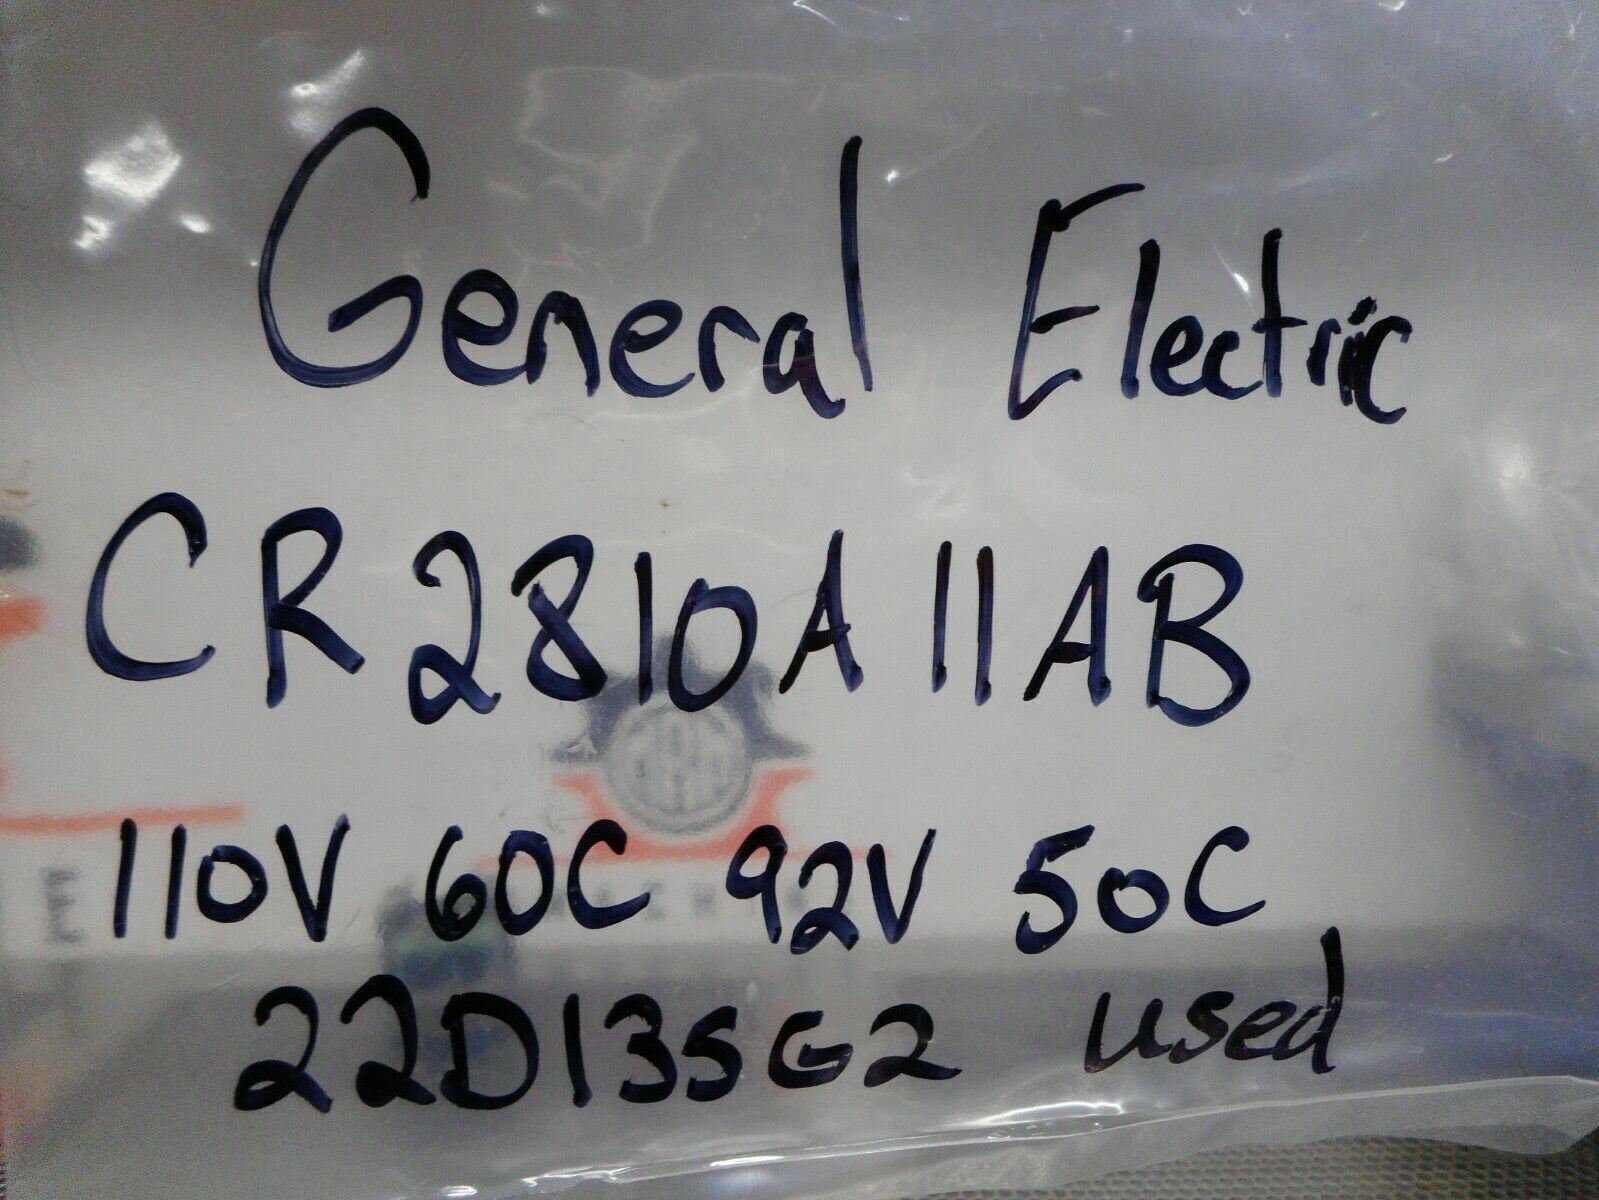 General Electric
CR2810A11AB
110V 60C 92V 50C
22D135G2 used